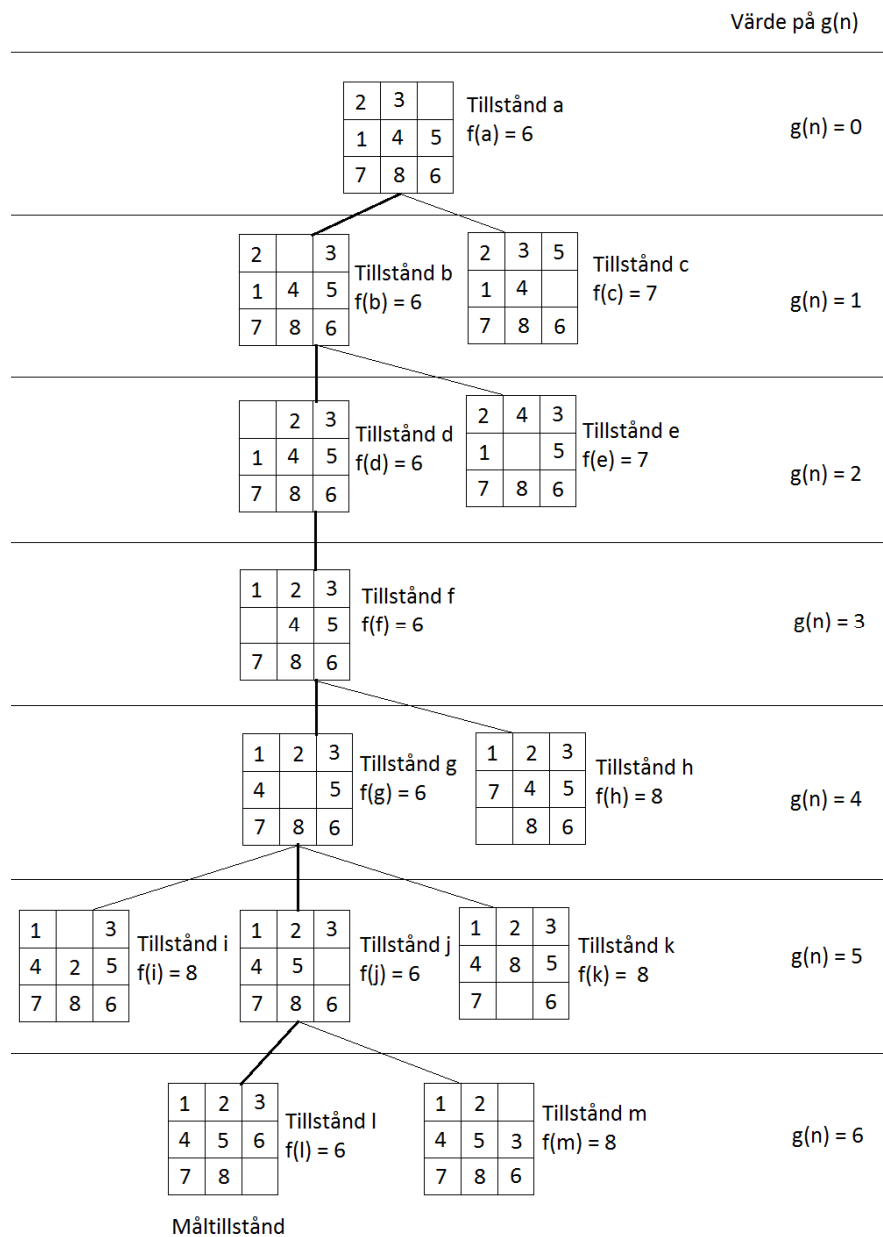 Värde på g(n)
2 3
Tillstånd a
1 4 5
f(a) = 6
g(n) = 0
7 8 6
2 3
Tillstånd b
1 4 5
f(b) = 6
7 8 6
2 3 5
Tillstånd c
1 4
f(c) = 7
7 8 6
g(n) = 1
2 3
Tillstånd d
1 4 5
f(d) = 6
7 8 6
2 4 3
Tillstånd e
1 5
f(e) = 7
7 8 6
g(n) = 2
1 2 3
Tillstånd f
4 5
f(f) = 6
7 8 6
g(n) = 3
1 2 3
Tillstånd g
4 5
f(g) = 6
7 8 6
1 2 3
Tillstånd h
7 4 5
f(h) = 8
8 6
g(n) = 4
1 3
Tillstånd i
4 2 5
f(i) = 8
7 8 6
1 2 3
Tillstånd j
4 5
f(j) = 6
7 8 6
1 2 3
Tillstånd k
4 8 5
f(k) = 8
7 6
g(n) = 5
1 2 3
Tillstånd l
4 5 6
f(l) = 6
7 8
1 2
Tillstånd m
4 5 3
f(m) = 8
7 8 6
g(n) = 6
Måltillstånd